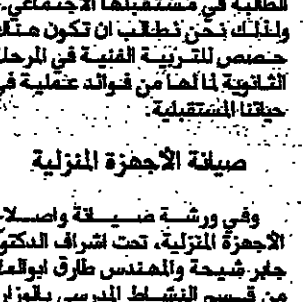 الطالبة في مستقبلها الاجتماعي.
ولذلك نحن نطالب ان تكون هناك
حصص للتربية الفنية في المرحلة
الثانوية لما لها من فوائد عملية في
حياتنا المستقبلية.
صيانة الأجهزة المنزلية
وفي ورشة صيانة واصلاح
الأجهزة المنزلية، تحت اشراف الدكتور
جابر شيحة والمهندس طارق ابوالعلا
من قسم النشاط المدرسي بالوزارة